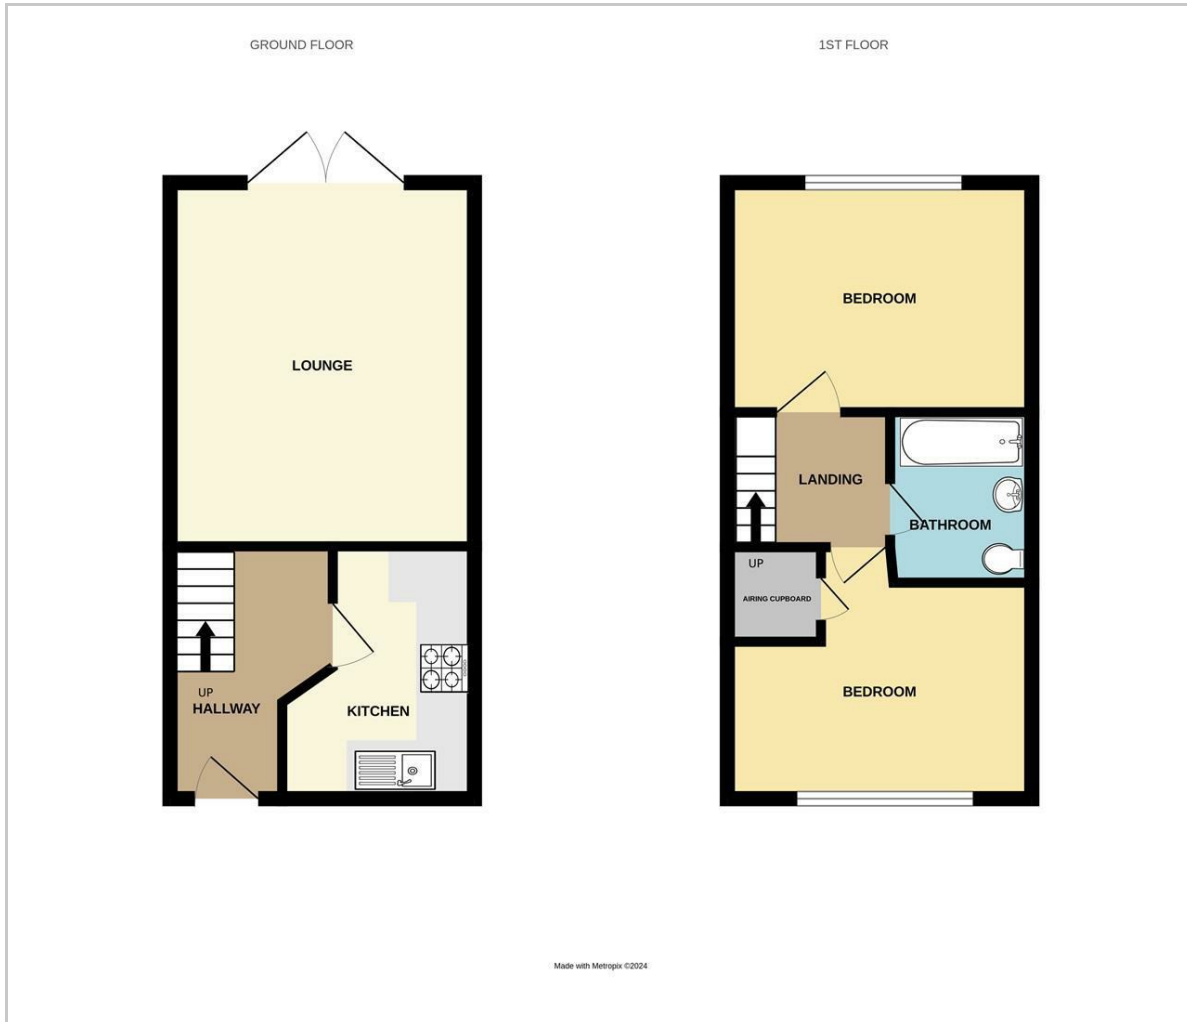 GROUND FLOOR
1ST FLOOR
LOUNGE
UP
HALLWAY
KITCHEN
BEDROOM
LANDING
BATHROOM
UP
AIRING CUPBOARD
BEDROOM
Made with Metropix ©2024